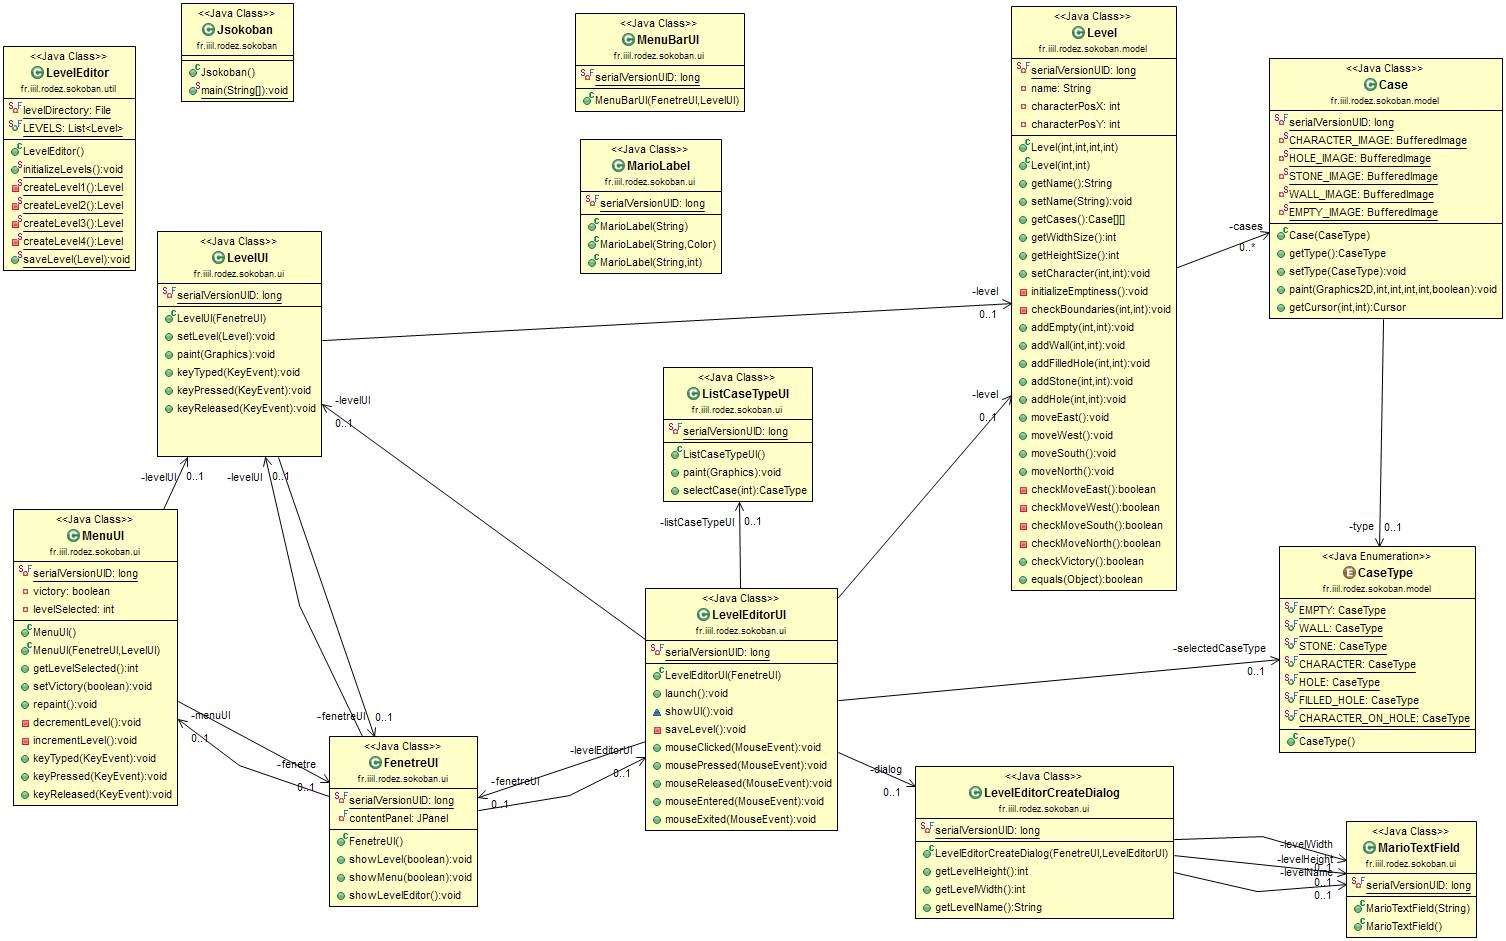 <<Java Class>>
Jsokoban
fr.iiiil.rodez.sokoban
Jsokoban()
main(String[]):void
<<Java Class>>
MenuBarUI
fr.iiiil.rodez.sokoban.ui
serialVersionUID: long
MenuBarUI(FenetreUI,LevelUI)
<<Java Class>>
Level
fr.iiiil.rodez.sokoban.model
serialVersionUID: long
name: String
characterPosX: int
characterPosY: int
Level(int,int,int,int)
Level(int,int)
getName():String
setName(String):void
getCases():Case[][]
getWidthSize():int
getHeightSize():int
setCharacter(int,int):void
initializeEmptiness():void
checkBoundaries(int,int):void
addEmpty(int,int):void
addWall(int,int):void
addFilledHole(int,int):void
addStone(int,int):void
addHole(int,int):void
moveEast():void
moveWest():void
moveSouth():void
moveNorth():void
checkMoveEast():boolean
checkMoveWest():boolean
checkMoveSouth():boolean
checkMoveNorth():boolean
checkVictory():boolean
equals(Object):boolean
<<Java Class>>
LevelEditor
fr.iiiil.rodez.sokoban.util
levelDirectory: File
LEVELS: List<Level>
LevelEditor()
initializeLevels():void
createLevel1():Level
createLevel2():Level
createLevel3():Level
createLevel4():Level
saveLevel(Level):void
<<Java Class>>
Case
fr.iiiil.rodez.sokoban.model
serialVersionUID: long
CHARACTER_IMAGE: BufferedImage
HOLE_IMAGE: BufferedImage
STONE_IMAGE: BufferedImage
WALL_IMAGE: BufferedImage
EMPTY_IMAGE: BufferedImage
Case(CaseType)
getType():CaseType
setType(CaseType):void
paint(Graphics2D,int,int,int,int,boolean):void
getCursor(int,int):Cursor
<<Java Class>>
MarioLabel
fr.iiiil.rodez.sokoban.ui
serialVersionUID: long
MarioLabel(String)
MarioLabel(String,Color)
MarioLabel(String,int)
-cases
0..*
<<Java Class>>
LevelUI
fr.iiiil.rodez.sokoban.ui
serialVersionUID: long
LevelUI(FenetreUI)
setLevel(Level):void
paint(Graphics):void
keyTyped(KeyEvent):void
keyPressed(KeyEvent):void
keyReleased(KeyEvent):void
-level
0..1
<<Java Class>>
ListCaseTypeUI
fr.iiiil.rodez.sokoban.ui
serialVersionUID: long
ListCaseTypeUI()
paint(Graphics):void
selectCase(int):CaseType
-levelUI
0..1
-level
0..1
-levelUI
0..1
-levelUI
0..1
-listCaseTypeUI
0..1
-type
0..1
<<Java Class>>
MenuUI
fr.iiiil.rodez.sokoban.ui
serialVersionUID: long
victory: boolean
levelSelected: int
MenuUI()
MenuUI(FenetreUI,LevelUI)
getLevelSelected():int
setVictory(boolean):void
repaint():void
decrementLevel():void
incrementLevel():void
keyTyped(KeyEvent):void
keyPressed(KeyEvent):void
keyReleased(KeyEvent):void
<<Java Enumeration>>
CaseType
fr.iiiil.rodez.sokoban.model
EMPTY: CaseType
WALL: CaseType
STONE: CaseType
CHARACTER: CaseType
HOLE: CaseType
FILLED_HOLE: CaseType
CHARACTER_ON_HOLE: CaseType
CaseType()
<<Java Class>>
LevelEditorUI
fr.iiiil.rodez.sokoban.ui
serialVersionUID: long
LevelEditorUI(FenetreUI)
launch():void
showUI():void
saveLevel():void
mouseClicked(MouseEvent):void
mousePressed(MouseEvent):void
mouseReleased(MouseEvent):void
mouseEntered(MouseEvent):void
mouseExited(MouseEvent):void
-selectedCaseType
0..1
-menuUI
0..1
-fenetreUI
0..1
-fenetre
0..1
-levelEditorUI
0..1
-fenetreUI
0..1
<<Java Class>>
FenetreUI
fr.iiiil.rodez.sokoban.ui
serialVersionUID: long
contentPanel: JPanel
FenetreUI()
showLevel(boolean):void
showMenu(boolean):void
showLevelEditor():void
-dialog
0..1
<<Java Class>>
LevelEditorCreateDialog
fr.iiiil.rodez.sokoban.ui
serialVersionUID: long
LevelEditorCreateDialog(FenetreUI,LevelEditorUI)
getLevelHeight():int
getLevelWidth():int
getLevelName():String
-levelWidth
0..1
-levelHeight
0..1
-levelName
0..1
<<Java Class>>
MarioTextField
fr.iiiil.rodez.sokoban.ui
serialVersionUID: long
MarioTextField(String)
MarioTextField()